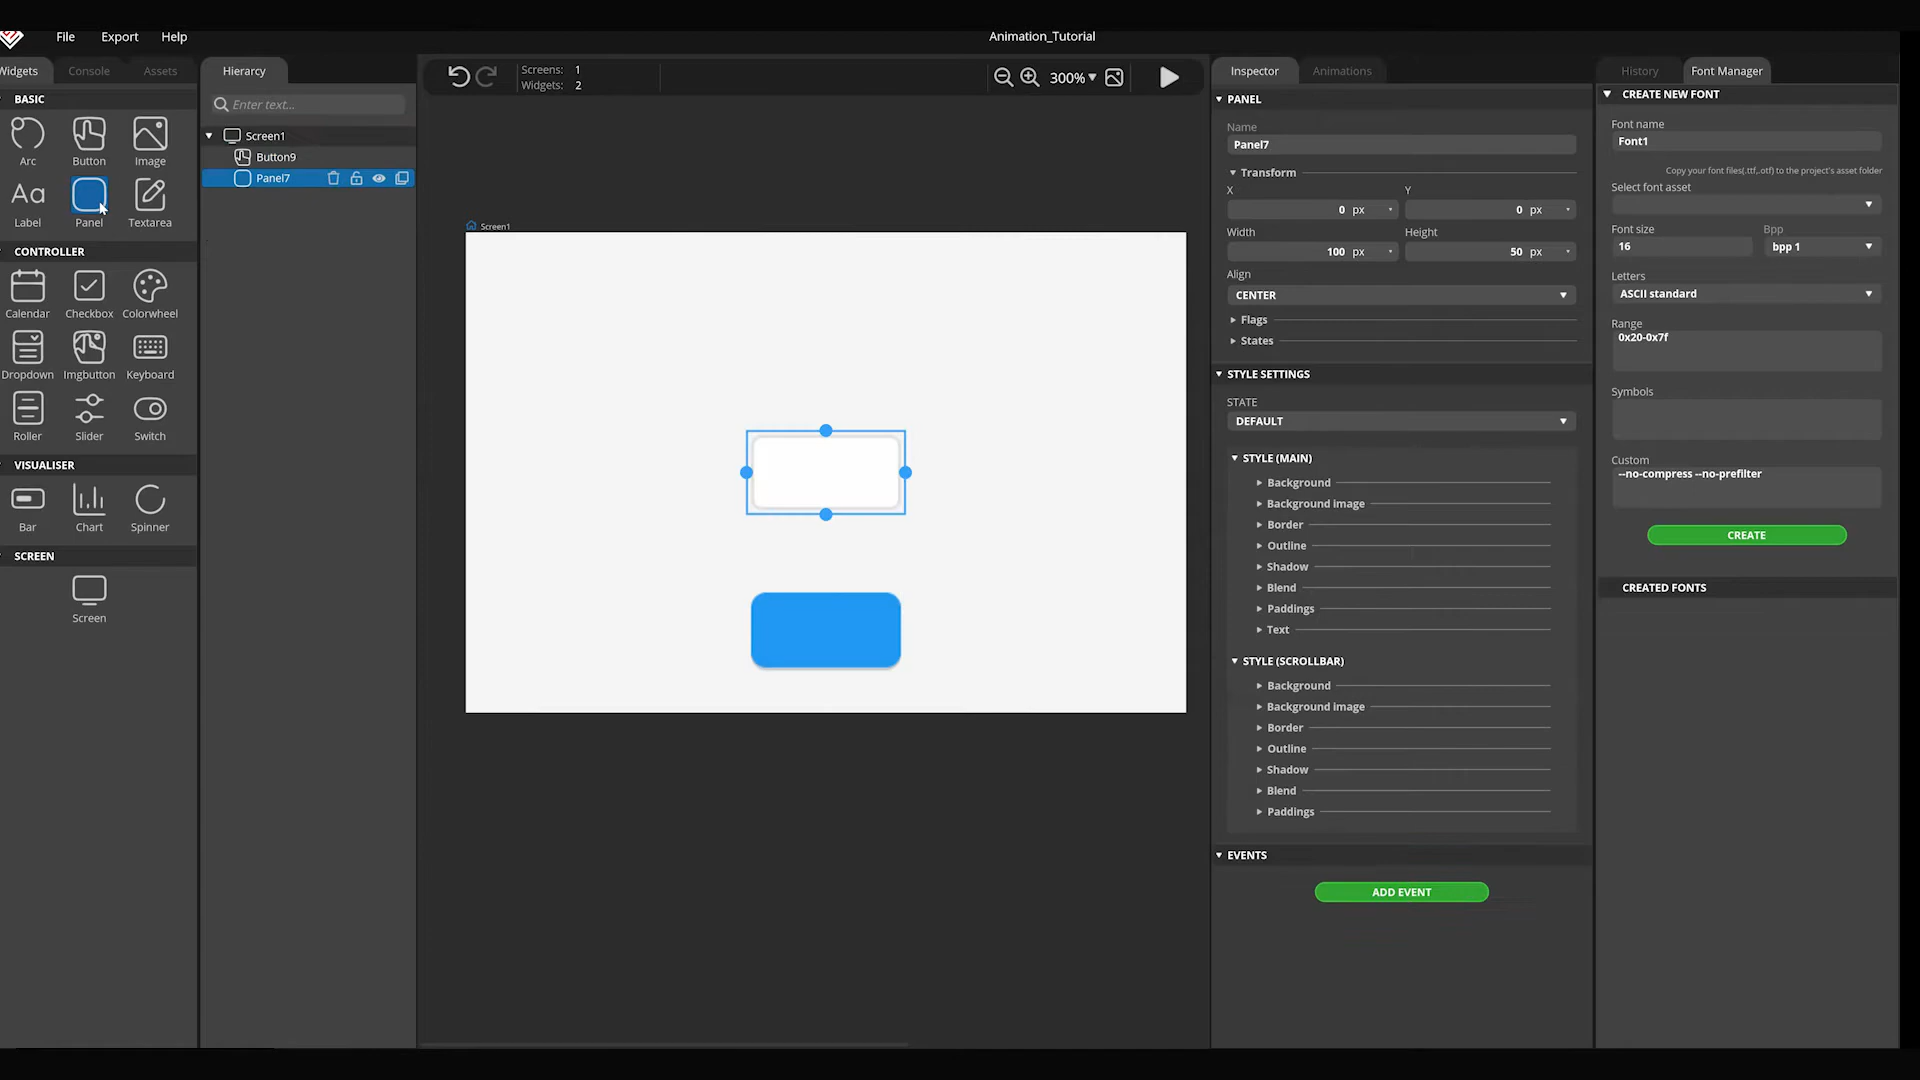 File Export Help
Animation_Tutorial
Widgets Console Assets
BASIC
Arc Button Image
Aa
Label Panel Textarea
CONTROLLER
Calendar Checkbox Colorwheel
Dropdown Imgbutton Keyboard
Roller Slider Switch
VISUALISER
Bar Chart Spinner
SCREEN
Screen
Hierarcy
Enter text...
Screen1
Button9
Panel7
Screens: 1
Widgets: 2
300%
Screen1
Inspector Animations
PANEL
Name
Panel7
Transform
X Y
0 px 0 px
Width Height
100 px 50 px
Align
CENTER
Flags
States
STYLE SETTINGS
STATE
DEFAULT
STYLE (MAIN)
Background
Background image
Border
Outline
Shadow
Blend
Paddings
Text
STYLE (SCROLLBAR)
Background
Background image
Border
Outline
Shadow
Blend
Paddings
EVENTS
ADD EVENT
History Font Manager
CREATE NEW FONT
Font name
Font1
Copy your font files(.ttf,.otf) to the project's asset folder
Select font asset
Font size Bpp
16 bpp 1
Letters
ASCII standard
Range
0x20-0x7f
Symbols
Custom
--no-compress --no-prefilter
CREATE
CREATED FONTS